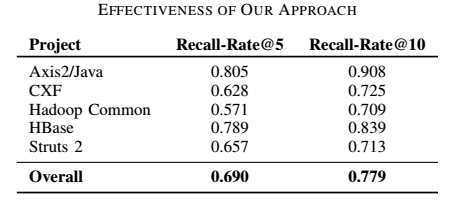 EFFECTIVENESS OF OUR APPROACH
Project Recall-Rate@5 Recall-Rate@10
Axis2/Java 0.805 0.908
CXF 0.628 0.725
Hadoop Common 0.571 0.709
HBase 0.789 0.839
Struts 2 0.657 0.713
Overall 0.690 0.779